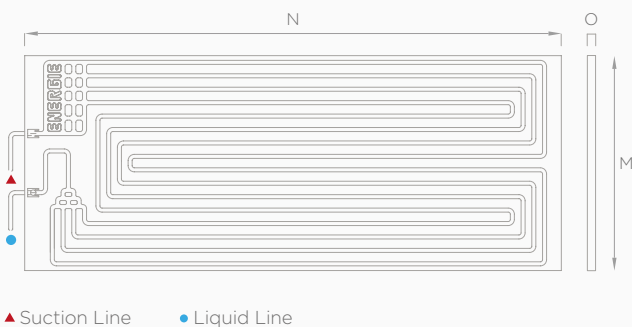 N
O
ENERGIE
M
Suction Line
Liquid Line